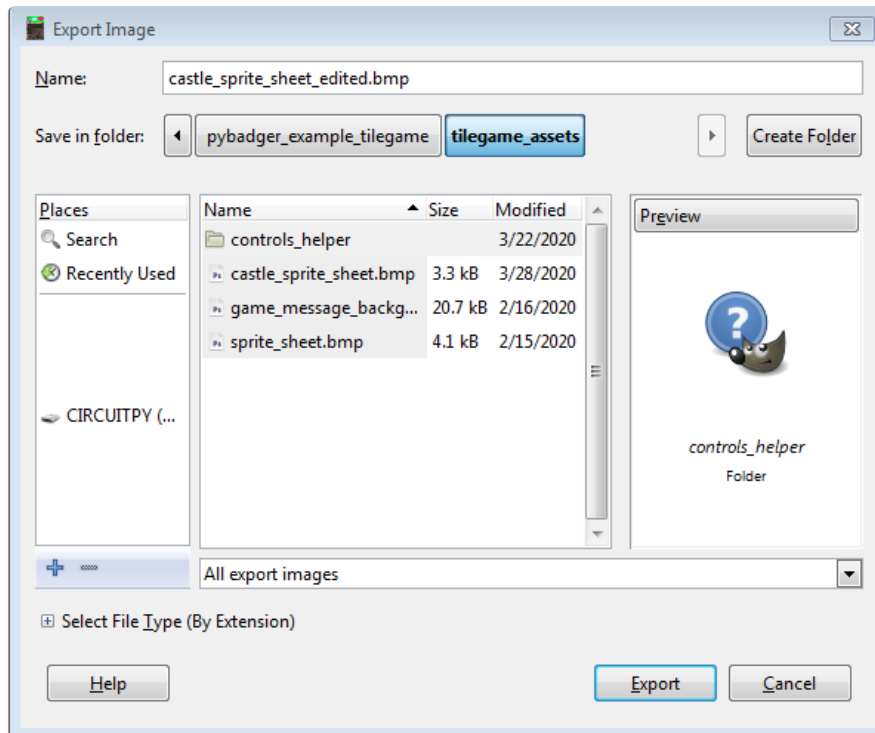 Export Image
Name: castle_sprite_sheet_edited.bmp
Save in folder: pybadger_example_tilegame tilegame_assets Create Folder
Places
Search
Recently Used
CIRCUITPY (...
Name Size Modified
controls_helper 3/22/2020
castle_sprite_sheet.bmp 3.3 kB 3/28/2020
game_message_backg... 20.7 kB 2/16/2020
sprite_sheet.bmp 4.1 kB 2/15/2020
Preview
controls_helper
Folder
All export images
Select File Type (By Extension)
Help Export Cancel